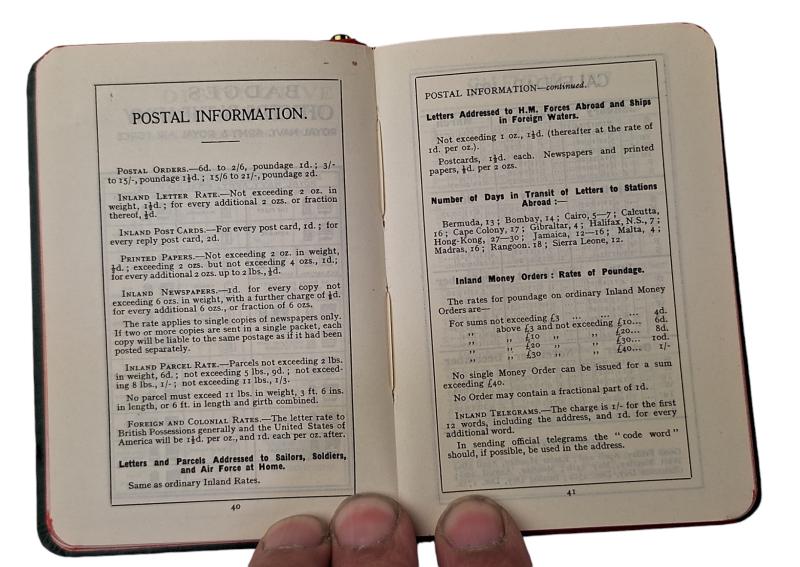 POSTAL INFORMATION.
POSTAL ORDERS.—6d. to 2/6, poundage 1d.; 3/-
to 15/-, poundage 1½d.; 15/6 to 21/-, poundage 2d.
INLAND LETTER RATE.—Not exceeding 2 oz. in
weight, 1½d.; for every additional 2 ozs. or fraction
thereof, ½d.
INLAND POST CARDS.—For every post card, 1d.; for
every reply post card, 2d.
PRINTED PAPERS.—Not exceeding 2 oz. in weight,
½d.; exceeding 2 ozs. but not exceeding 4 ozs., 1d.;
for every additional 2 ozs. up to 2 lbs., ½d.
INLAND NEWSPAPERS.—1d. for every copy not
exceeding 6 ozs. in weight, with a further charge of ½d.
for every additional 6 ozs., or fraction of 6 ozs.
The rate applies to single copies of newspapers only.
If two or more copies are sent in a single packet, each
copy will be liable to the same postage as if it had been
posted separately.
INLAND PARCEL RATE.—Parcels not exceeding 2 lbs.
in weight, 6d.; not exceeding 5 lbs., 9d.; not exceed-
ing 8 lbs., 1/-; not exceeding 11 lbs., 1/3.
No parcel must exceed 11 lbs. in weight, 3 ft. 6 ins.
in length, or 6 ft. in length and girth combined.
FOREIGN AND COLONIAL RATES.—The letter rate to
British Possessions generally and the United States of
America will be 1½d. per oz., and 1d. each per oz. after.
Letters and Parcels Addressed to Sailors, Soldiers,
and Air Force at Home.
Same as ordinary Inland Rates.
40
POSTAL INFORMATION—continued.
Letters Addressed to H.M. Forces Abroad and Ships
in Foreign Waters.
Not exceeding 1 oz., 1½d. (thereafter at the rate of
1d. per oz.).
Postcards, 1½d. each. Newspapers and printed
papers, ½d. per 2 ozs.
Number of Days in Transit of Letters to Stations
Abroad:—
Bermuda, 13; Bombay, 14; Cairo, 5—7; Calcutta,
16; Cape Colony, 17; Gibraltar, 4; Halifax, N.S., 7;
Hong-Kong, 27—30; Jamaica, 12—16; Malta, 4;
Madras, 16; Rangoon, 18; Sierra Leone, 12.
Inland Money Orders: Rates of Poundage.
The rates for poundage on ordinary Inland Money
Orders are—
For sums not exceeding £3 ... ... ... 4d.
,, above £3 and not exceeding £10... 6d.
,, ,, £10 ,, ,, £20... 8d.
,, ,, £20 ,, ,, £30... 10d.
,, ,, £30 ,, ,, £40... 1/-
No single Money Order can be issued for a sum
exceeding £40.
No Order may contain a fractional part of 1d.
INLAND TELEGRAMS.—The charge is 1/- for the first
12 words, including the address, and 1d. for every
additional word.
In sending official telegrams the "code word"
should, if possible, be used in the address.
41